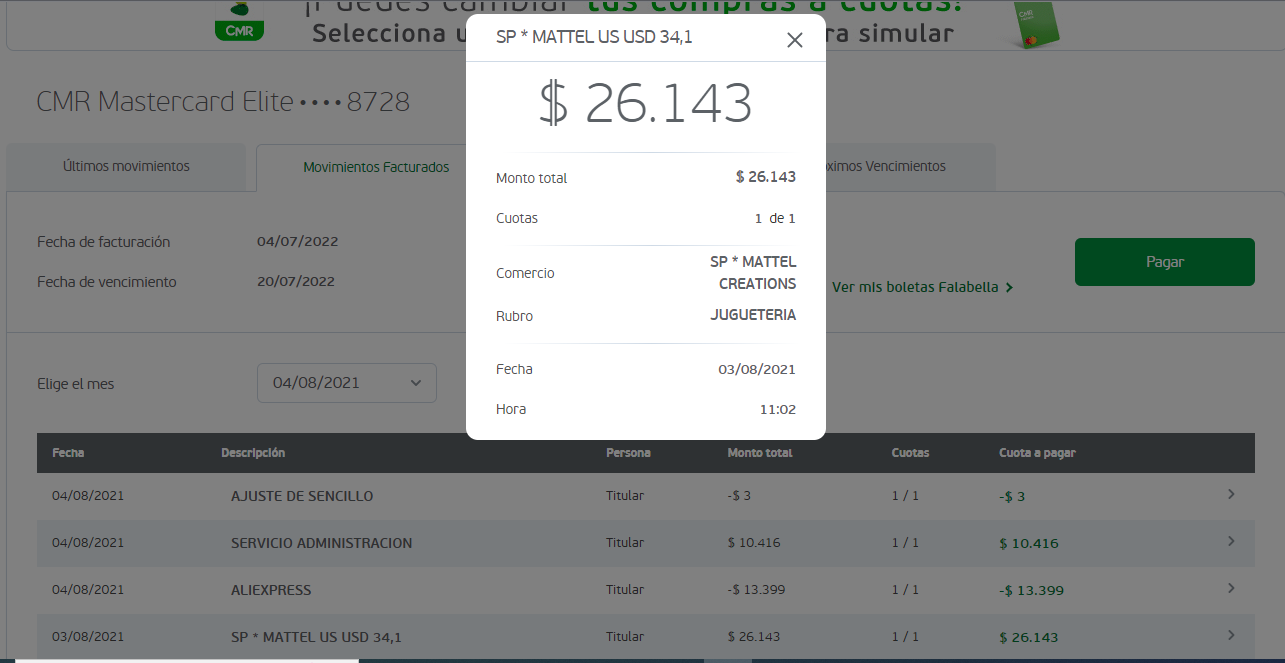 ¡Puedes cambiar tus compras a cuotas!
CMR
Selecciona
ra simular
CMR
SP * MATTEL US USD 34,1
$ 26.143
Monto total $ 26.143
Cuotas 1 de 1
Comercio SP * MATTEL
CREATIONS
Rubro JUGUETERIA
Fecha 03/08/2021
Hora 11:02
CMR Mastercard Elite •••• 8728
Últimos movimientos
Movimientos Facturados
óximos Vencimientos
Fecha de facturación 04/07/2022
Fecha de vencimiento 20/07/2022
Ver mis boletas Falabella
Pagar
Elige el mes 04/08/2021
Fecha Descripción Persona Monto total Cuotas Cuota a pagar
04/08/2021 AJUSTE DE SENCILLO Titular -$ 3 1 / 1 -$ 3
04/08/2021 SERVICIO ADMINISTRACION Titular $ 10.416 1 / 1 $ 10.416
04/08/2021 ALIEXPRESS Titular -$ 13.399 1 / 1 -$ 13.399
03/08/2021 SP * MATTEL US USD 34,1 Titular $ 26.143 1 / 1 $ 26.143